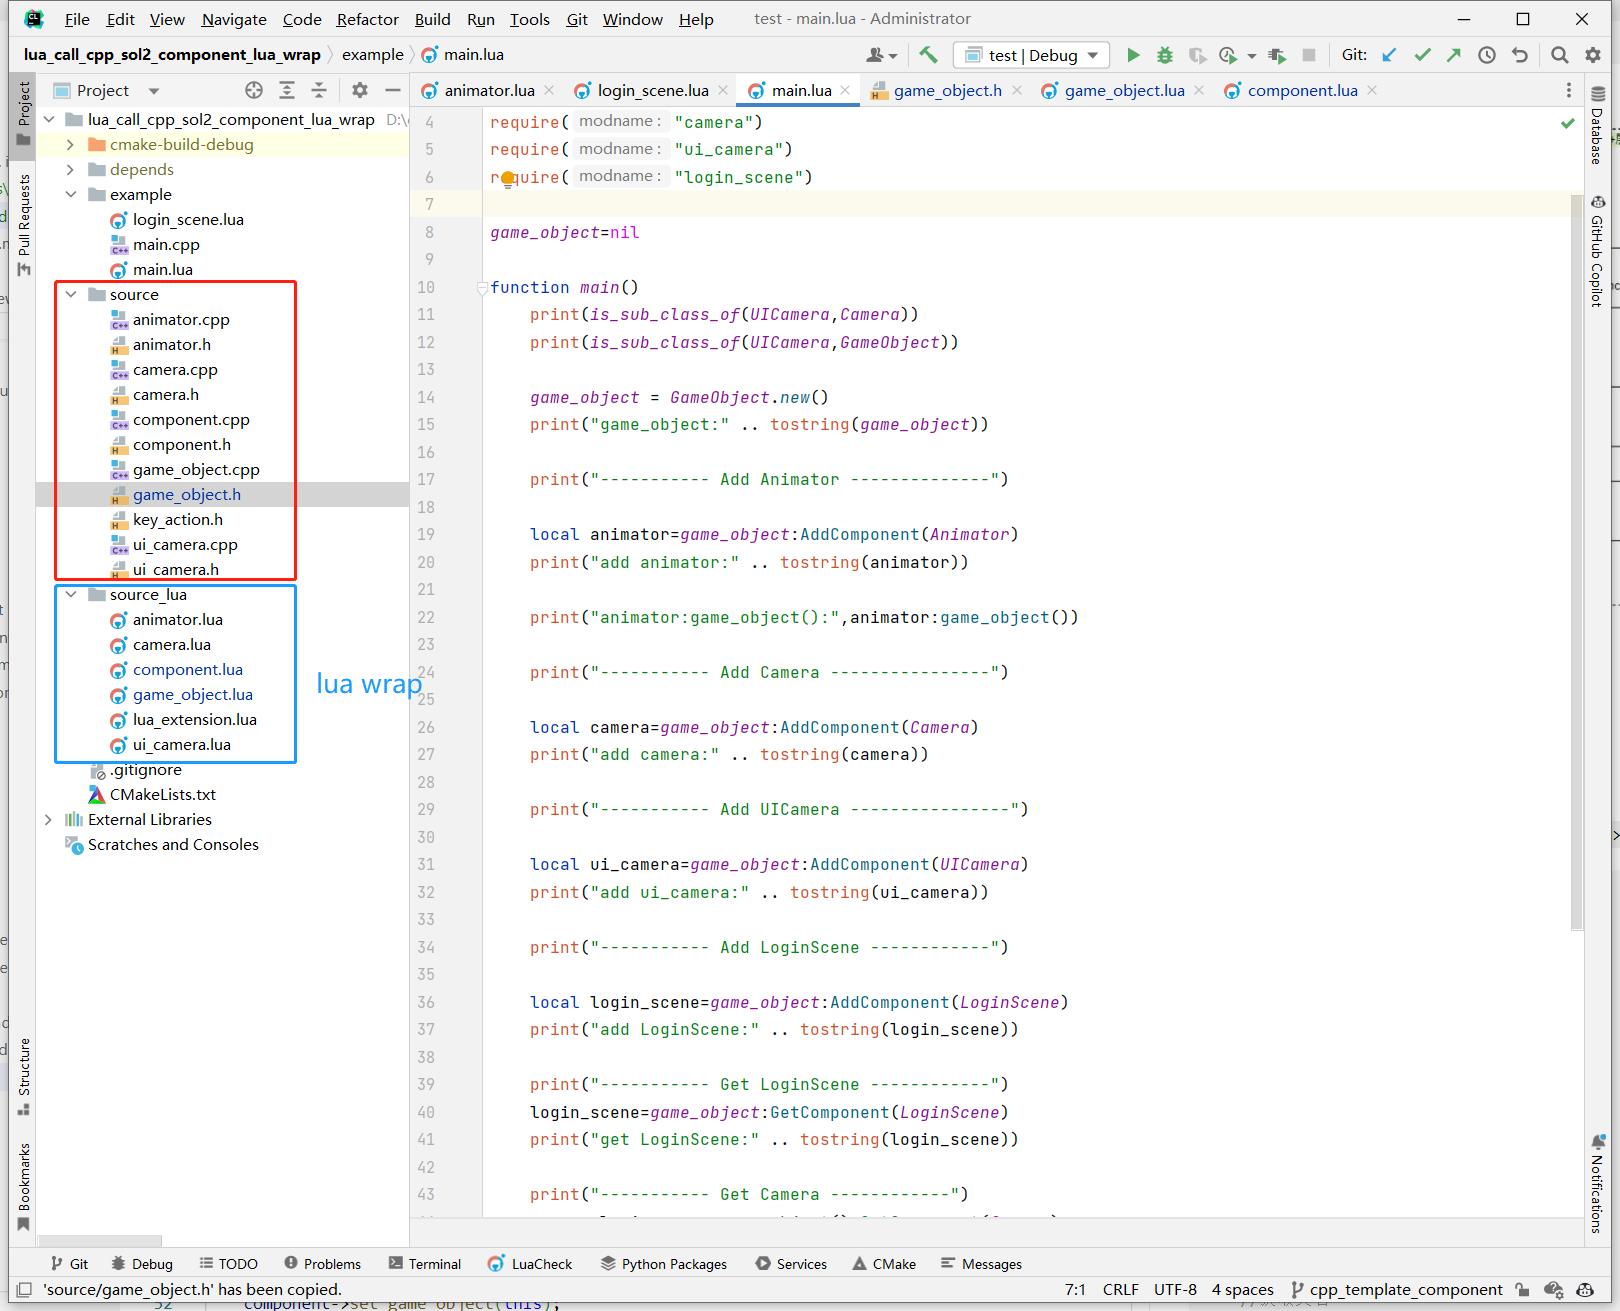 File Edit View Navigate Code Refactor Build Run Tools Git Window Help test - main.lua - Administrator
lua_call_cpp_sol2_component_lua_wrap example main.lua test | Debug Git:
Project
animator.lua login_scene.lua main.lua game_object.h game_object.lua component.lua
Project
Pull Requests
Structure
Bookmarks
lua_call_cpp_sol2_component_lua_wrap D:\
cmake-build-debug
depends
example
login_scene.lua
main.cpp
main.lua
source
animator.cpp
animator.h
camera.cpp
camera.h
component.cpp
component.h
game_object.cpp
game_object.h
key_action.h
ui_camera.cpp
ui_camera.h
source_lua
animator.lua
camera.lua
component.lua
game_object.lua
lua_extension.lua
ui_camera.lua
.gitignore
CMakeLists.txt
External Libraries
Scratches and Consoles
lua wrap
4 require( modname: "camera")
5 require( modname: "ui_camera")
6 require( modname: "login_scene")
7
8 game_object=nil
9
10 function main()
11 print(is_sub_class_of(UICamera,Camera))
12 print(is_sub_class_of(UICamera,GameObject))
13
14 game_object = GameObject.new()
15 print("game_object:" .. tostring(game_object))
16
17 print("----------- Add Animator --------------")
18
19 local animator=game_object:AddComponent(Animator)
20 print("add animator:" .. tostring(animator))
21
22 print("animator:game_object():",animator:game_object())
23
24 print("----------- Add Camera ----------------")
25
26 local camera=game_object:AddComponent(Camera)
27 print("add camera:" .. tostring(camera))
28
29 print("----------- Add UICamera ----------------")
30
31 local ui_camera=game_object:AddComponent(UICamera)
32 print("add ui_camera:" .. tostring(ui_camera))
33
34 print("----------- Add LoginScene ------------")
35
36 local login_scene=game_object:AddComponent(LoginScene)
37 print("add LoginScene:" .. tostring(login_scene))
38
39 print("----------- Get LoginScene ------------")
40 login_scene=game_object:GetComponent(LoginScene)
41 print("get LoginScene:" .. tostring(login_scene))
42
43 print("----------- Get Camera ------------")
Database
GitHub Copilot
Notifications
Git Debug TODO Problems Terminal LuaCheck Python Packages Services CMake Messages
'source/game_object.h' has been copied. 7:1 CRLF UTF-8 4 spaces cpp_template_component
52 component->set_game_object(this);